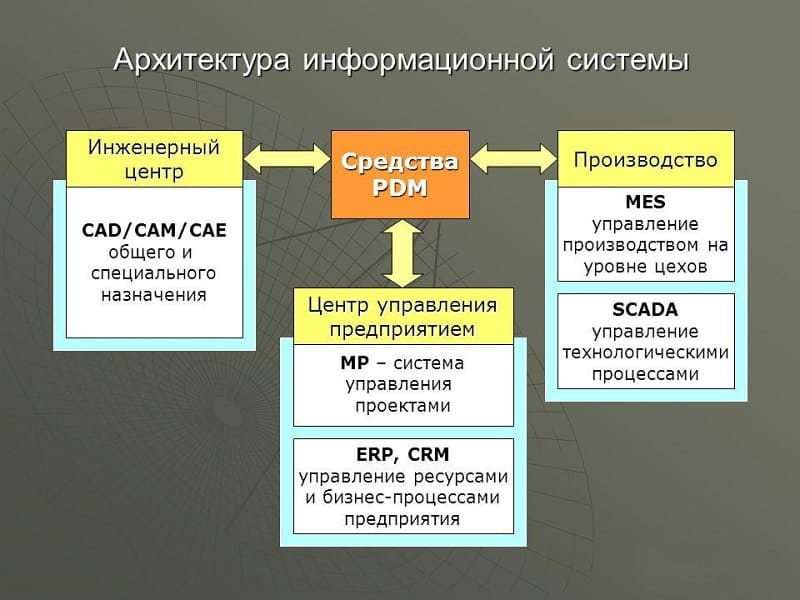 Архитектура информационной системы
Инженерный
центр
CAD/CAM/CAE
общего и
специального
назначения
Средства
PDM
Производство
MES
управление
производством на
уровне цехов
SCADA
управление
технологическими
процессами
Центр управления
предприятием
MP – система
управления
проектами
ERP, CRM
управление ресурсами
и бизнес-процессами
предприятия